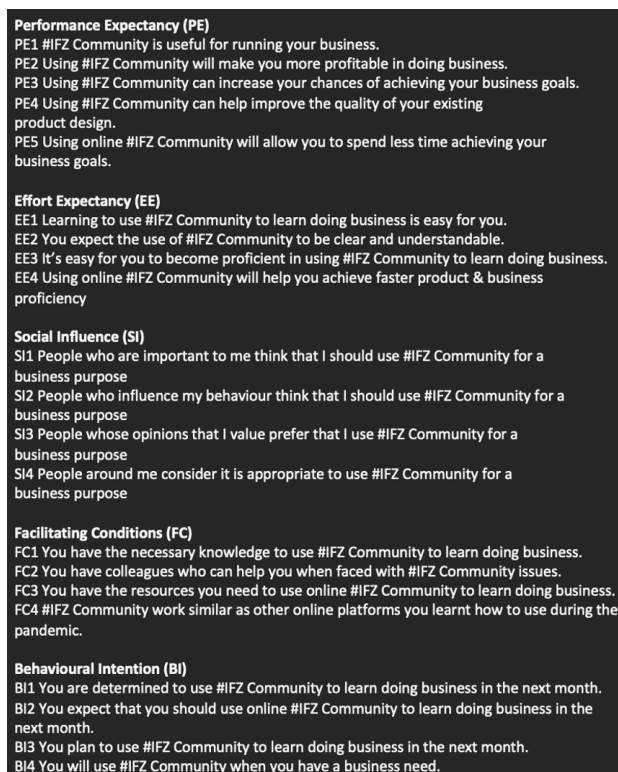 Performance Expectancy (PE)
PE1 #IFZ Community is useful for running your business.
PE2 Using #IFZ Community will make you more profitable in doing business.
PE3 Using #IFZ Community can increase your chances of achieving your business goals.
PE4 Using #IFZ Community can help improve the quality of your existing
product design.
PE5 Using online #IFZ Community will allow you to spend less time achieving your
business goals.
Effort Expectancy (EE)
EE1 Learning to use #IFZ Community to learn doing business is easy for you.
EE2 You expect the use of #IFZ Community to be clear and understandable.
EE3 It’s easy for you to become proficient in using #IFZ Community to learn doing business.
EE4 Using online #IFZ Community will help you achieve faster product & business
proficiency
Social Influence (SI)
SI1 People who are important to me think that I should use #IFZ Community for a
business purpose
SI2 People who influence my behaviour think that I should use #IFZ Community for a
business purpose
SI3 People whose opinions that I value prefer that I use #IFZ Community for a
business purpose
SI4 People around me consider it is appropriate to use #IFZ Community for a
business purpose
Facilitating Conditions (FC)
FC1 You have the necessary knowledge to use #IFZ Community to learn doing business.
FC2 You have colleagues who can help you when faced with #IFZ Community issues.
FC3 You have the resources you need to use online #IFZ Community to learn doing business.
FC4 #IFZ Community work similar as other online platforms you learnt how to use during the
pandemic.
Behavioural Intention (BI)
BI1 You are determined to use #IFZ Community to learn doing business in the next month.
BI2 You expect that you should use online #IFZ Community to learn doing business in the
next month.
BI3 You plan to use #IFZ Community to learn doing business in the next month.
BI4 You will use #IFZ Community when you have a business need.